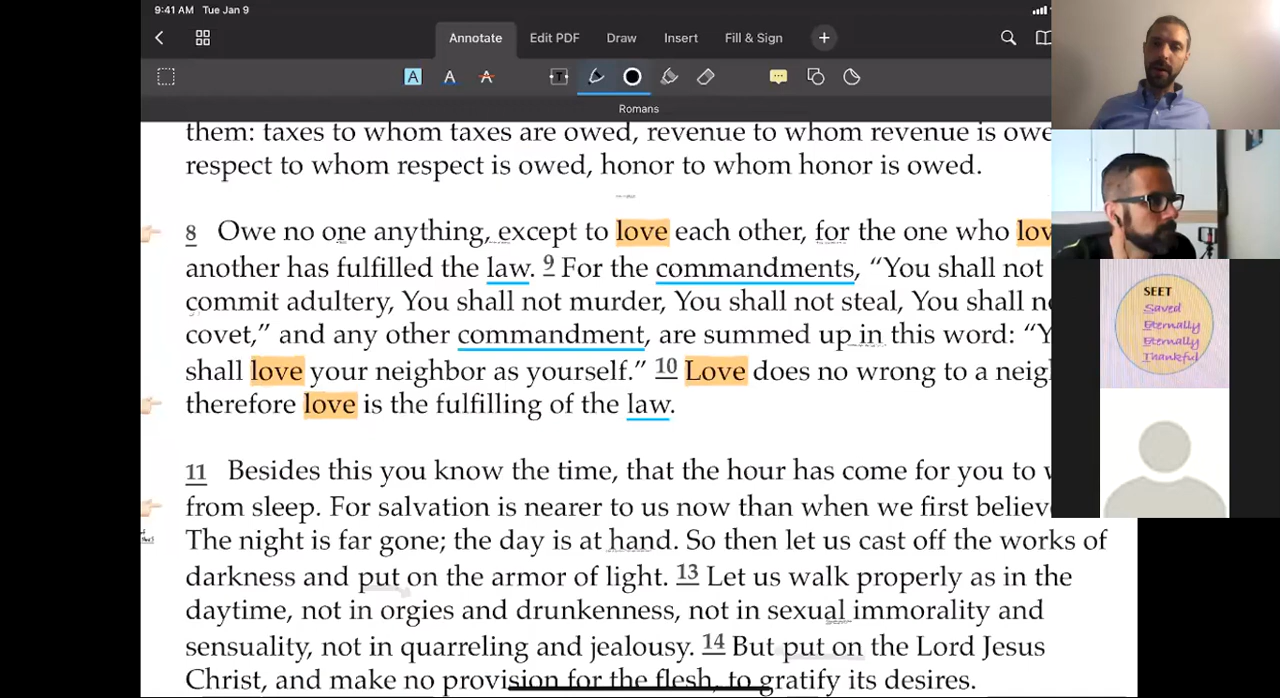 9:41 AM Tue Jan 9
Annotate Edit PDF Draw Insert Fill & Sign
A A A T
Romans
them: taxes to whom taxes are owed, revenue to whom revenue is owe
respect to whom respect is owed, honor to whom honor is owed.
8 Owe no one anything, except to love each other, for the one who lov
another has fulfilled the law. 9 For the commandments, “You shall not
commit adultery, You shall not murder, You shall not steal, You shall no
covet,” and any other commandment, are summed up in this word: “Y
shall love your neighbor as yourself.” 10 Love does no wrong to a neigh
therefore love is the fulfilling of the law.
11 Besides this you know the time, that the hour has come for you to w
from sleep. For salvation is nearer to us now than when we first believe
The night is far gone; the day is at hand. So then let us cast off the works of
darkness and put on the armor of light. 13 Let us walk properly as in the
daytime, not in orgies and drunkenness, not in sexual immorality and
sensuality, not in quarreling and jealousy. 14 But put on the Lord Jesus
Christ, and make no provision for the flesh, to gratify its desires.
SEET
Saved
Eternally
Eternally
Thankful